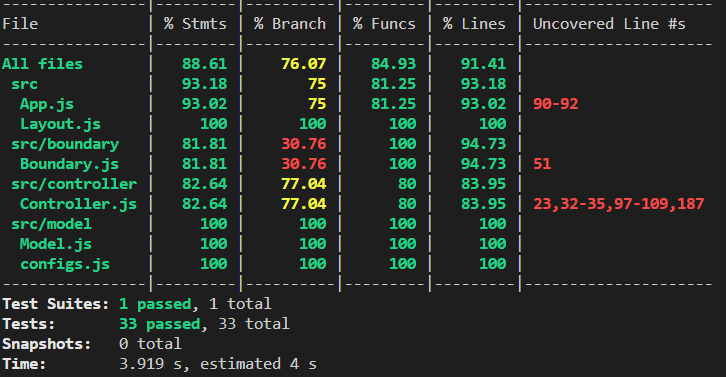 -----------------|---------|----------|---------|---------|-----------------------
File             | % Stmts | % Branch | % Funcs | % Lines | Uncovered Line #s
-----------------|---------|----------|---------|---------|-----------------------
All files        |   88.61 |    76.07 |   84.93 |   91.41 |
 src             |   93.18 |       75 |   81.25 |   93.18 |
  App.js         |   93.02 |       75 |   81.25 |   93.02 | 90-92
  Layout.js      |     100 |      100 |     100 |     100 |
 src/boundary    |   81.81 |    30.76 |     100 |   94.73 |
  Boundary.js    |   81.81 |    30.76 |     100 |   94.73 | 51
 src/controller  |   82.64 |    77.04 |      80 |   83.95 |
  Controller.js  |   82.64 |    77.04 |      80 |   83.95 | 23,32-35,97-109,187
 src/model       |     100 |      100 |     100 |     100 |
  Model.js       |     100 |      100 |     100 |     100 |
  configs.js     |     100 |      100 |     100 |     100 |
-----------------|---------|----------|---------|---------|-----------------------
Test Suites: 1 passed, 1 total
Tests:       33 passed, 33 total
Snapshots:   0 total
Time:        3.919 s, estimated 4 s